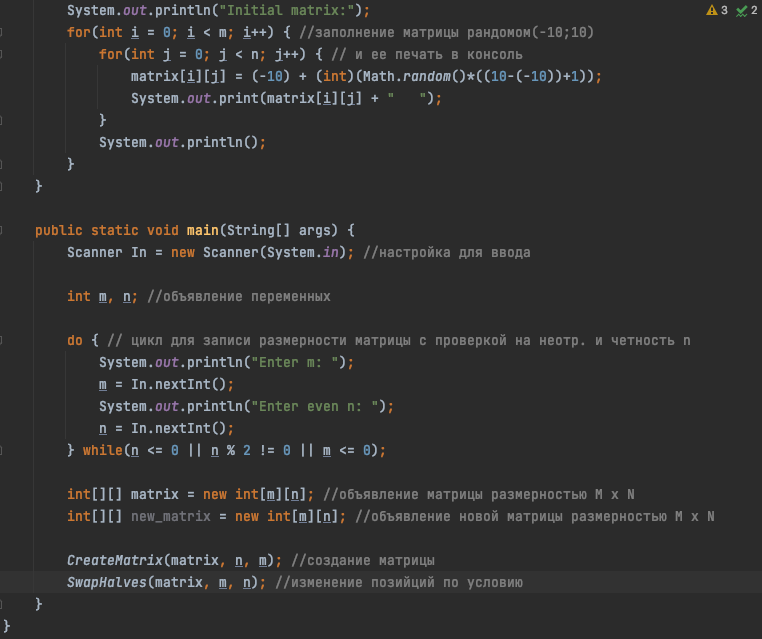 3 2
System.out.println("Initial matrix:");
for(int i = 0; i < m; i++) { //заполнение матрицы рандомом(-10;10)
for(int j = 0; j < n; j++) { // и ее печать в консоль
matrix[i][j] = (-10) + (int)(Math.random()*((10-(-10))+1));
System.out.print(matrix[i][j] + "   ");
}
System.out.println();
}
}
public static void main(String[] args) {
Scanner In = new Scanner(System.in); //настройка для ввода
int m, n; //объявление переменных
do { // цикл для записи размерности матрицы с проверкой на неотр. и четность n
System.out.println("Enter m: ");
m = In.nextInt();
System.out.println("Enter even n: ");
n = In.nextInt();
} while(n <= 0 || n % 2 != 0 || m <= 0);
int[][] matrix = new int[m][n]; //объявление матрицы размерностью M x N
int[][] new_matrix = new int[m][n]; //объявление новой матрицы размерностью M x N
CreateMatrix(matrix, n, m); //создание матрицы
SwapHalves(matrix, m, n); //изменение позийций по условию
}
}